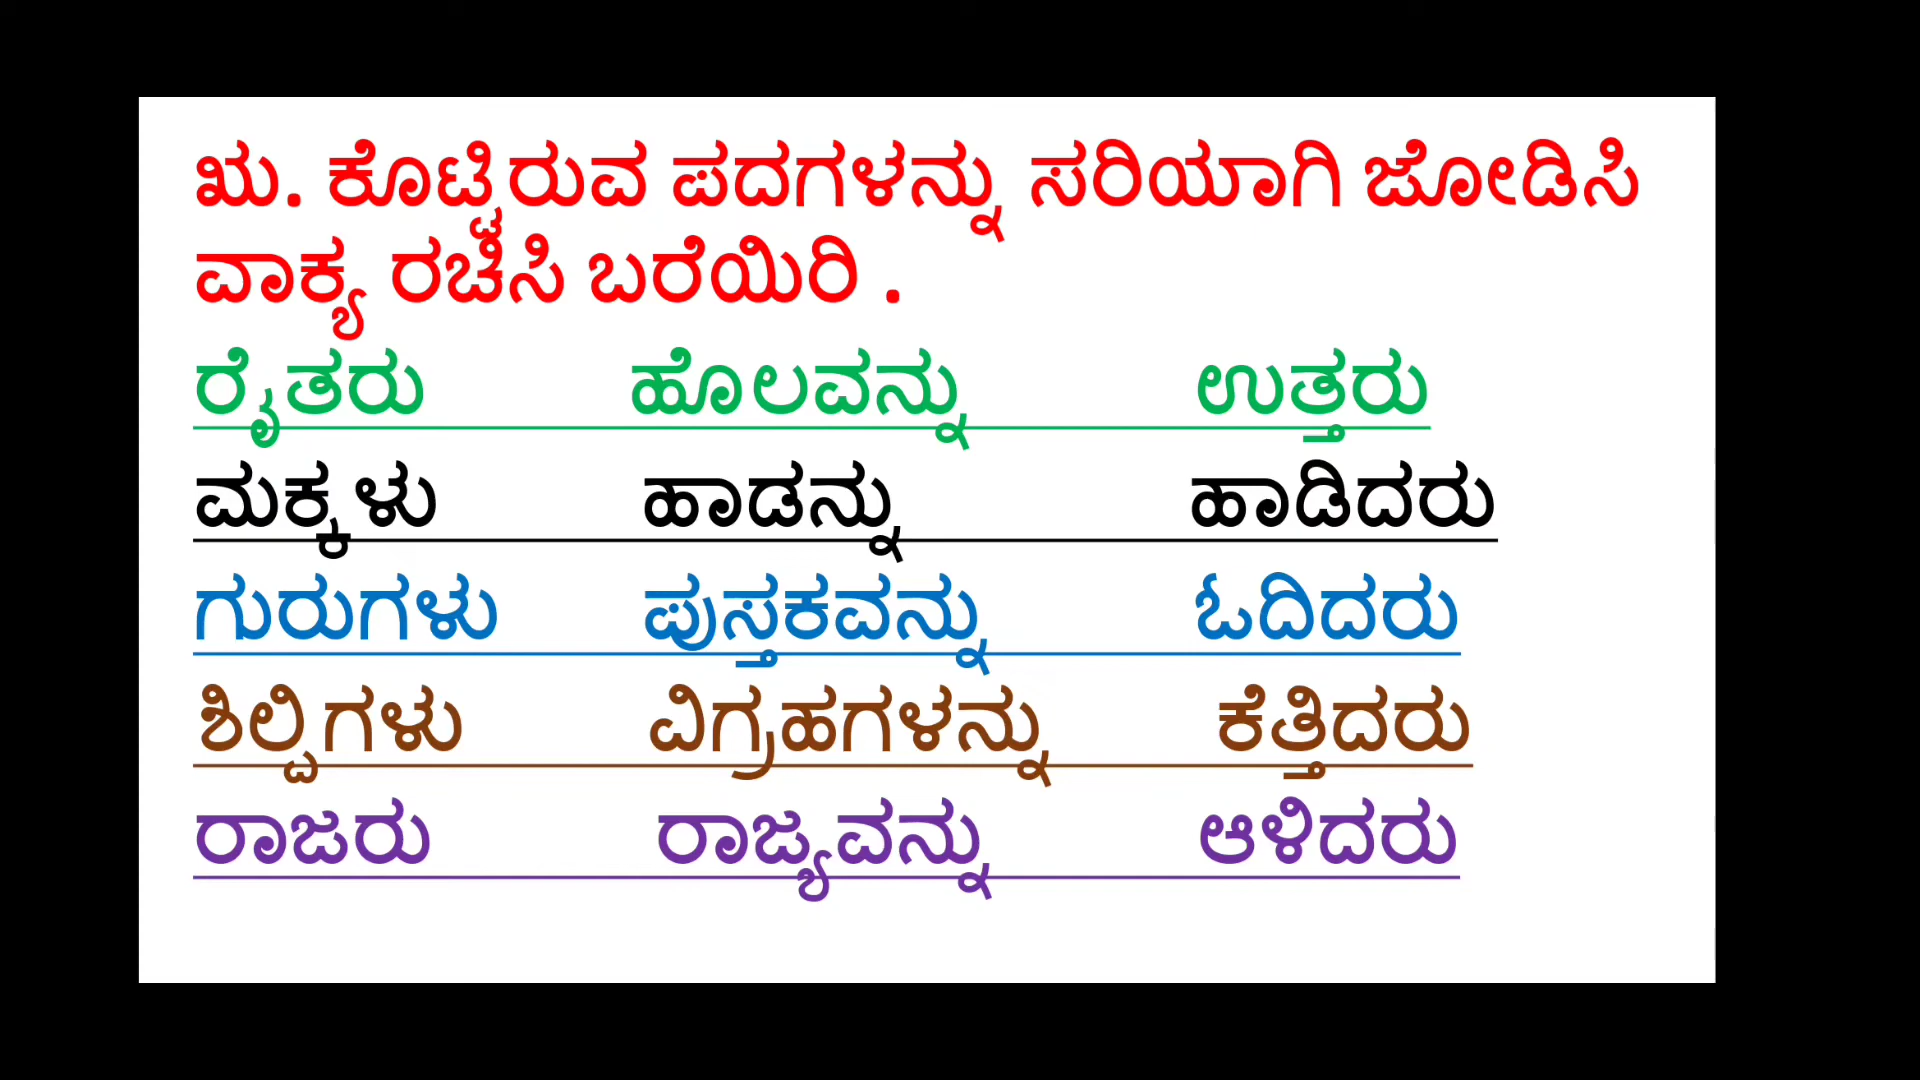 ಋ. ಕೊಟ್ಟಿರುವ ಪದಗಳನ್ನು ಸರಿಯಾಗಿ ಜೋಡಿಸಿ
ವಾಕ್ಯ ರಚಿಸಿ ಬರೆಯಿರಿ .
ರೈತರು ಹೊಲವನ್ನು ಉತ್ತರು
ಮಕ್ಕಳು ಹಾಡನ್ನು ಹಾಡಿದರು
ಗುರುಗಳು ಪುಸ್ತಕವನ್ನು ಓದಿದರು
ಶಿಲ್ಪಿಗಳು ವಿಗ್ರಹಗಳನ್ನು ಕೆತ್ತಿದರು
ರಾಜರು ರಾಜ್ಯವನ್ನು ಆಳಿದರು